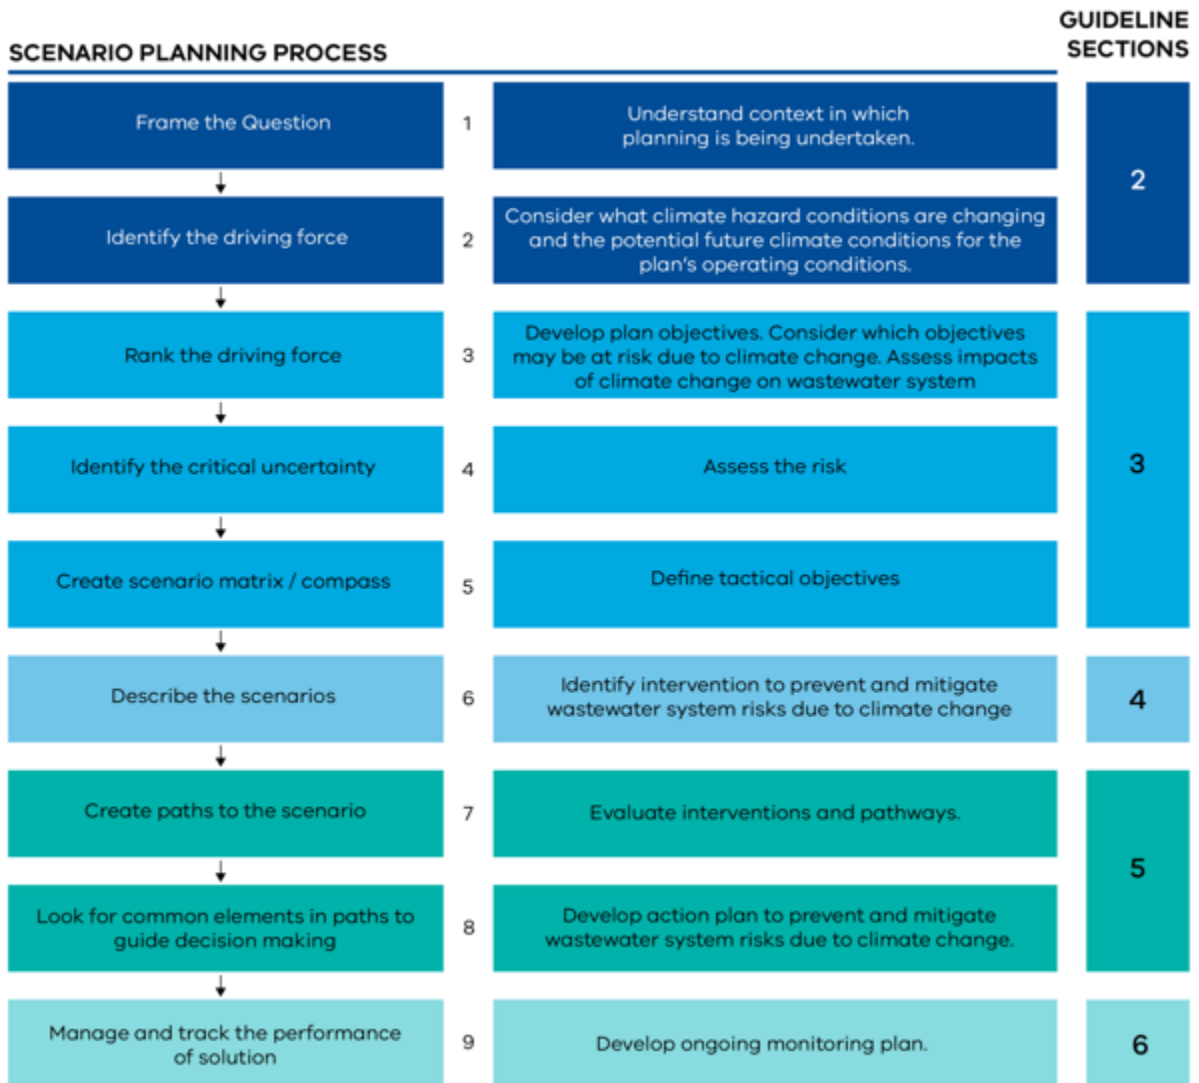 GUIDELINE
SECTIONS
SCENARIO PLANNING PROCESS
Frame the Question
1
Understand context in which
planning is being undertaken.
2
Identify the driving force
2
Consider what climate hazard conditions are changing
and the potential future climate conditions for the
plan's operating conditions.
Rank the driving force
3
Develop plan objectives. Consider which objectives
may be at risk due to climate change. Assess impacts
of climate change on wastewater system
3
Identify the critical uncertainty
4
Assess the risk
Create scenario matrix / compass
5
Define tactical objectives
Describe the scenarios
6
Identify intervention to prevent and mitigate
wastewater system risks due to climate change
4
Create paths to the scenario
7
Evaluate interventions and pathways.
5
Look for common elements in paths to
guide decision making
8
Develop action plan to prevent and mitigate
wastewater system risks due to climate change.
Manage and track the performance
of solution
9
Develop ongoing monitoring plan.
6